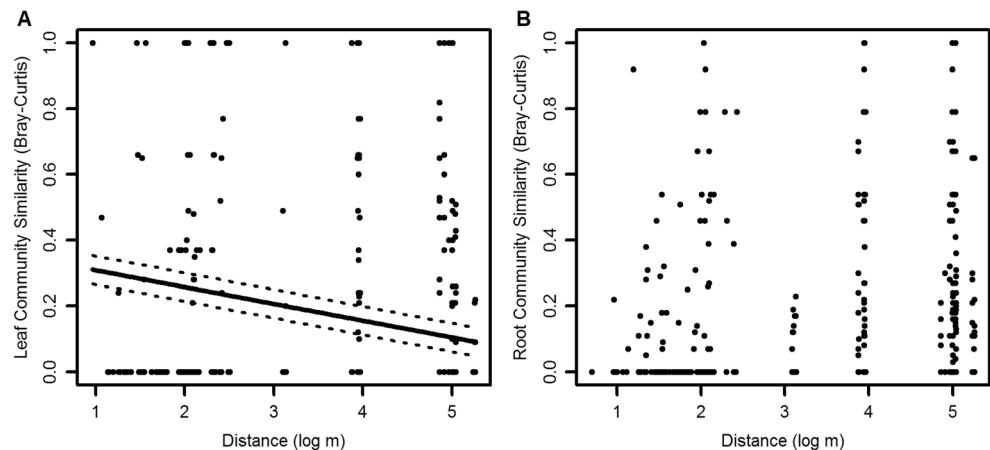 A
Leaf Community Similarity (Bray-Curtis)
1.0
0.8
0.6
0.4
0.2
0.0
1 2 3 4 5
Distance (log m)
B
Root Community Similarity (Bray-Curtis)
1.0
0.8
0.6
0.4
0.2
0.0
1 2 3 4 5
Distance (log m)